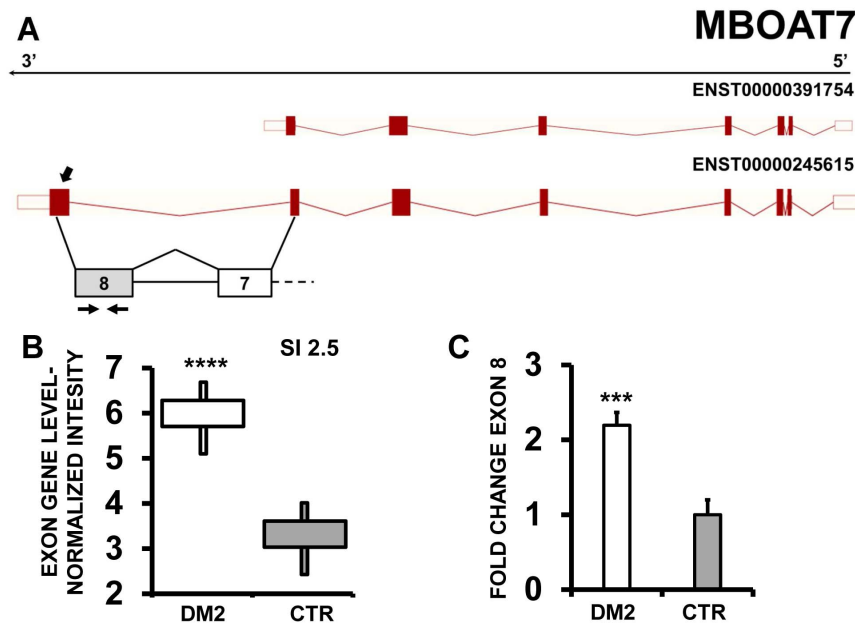 A
MBOAT7
3’
5’
ENST00000391754
ENST00000245615
8
7
B
SI 2.5
****
EXON GENE LEVEL-
NORMALIZED INTESITY
7
6
5
4
3
2
DM2
CTR
C
***
FOLD CHANGE EXON 8
3
2
1
0
DM2
CTR